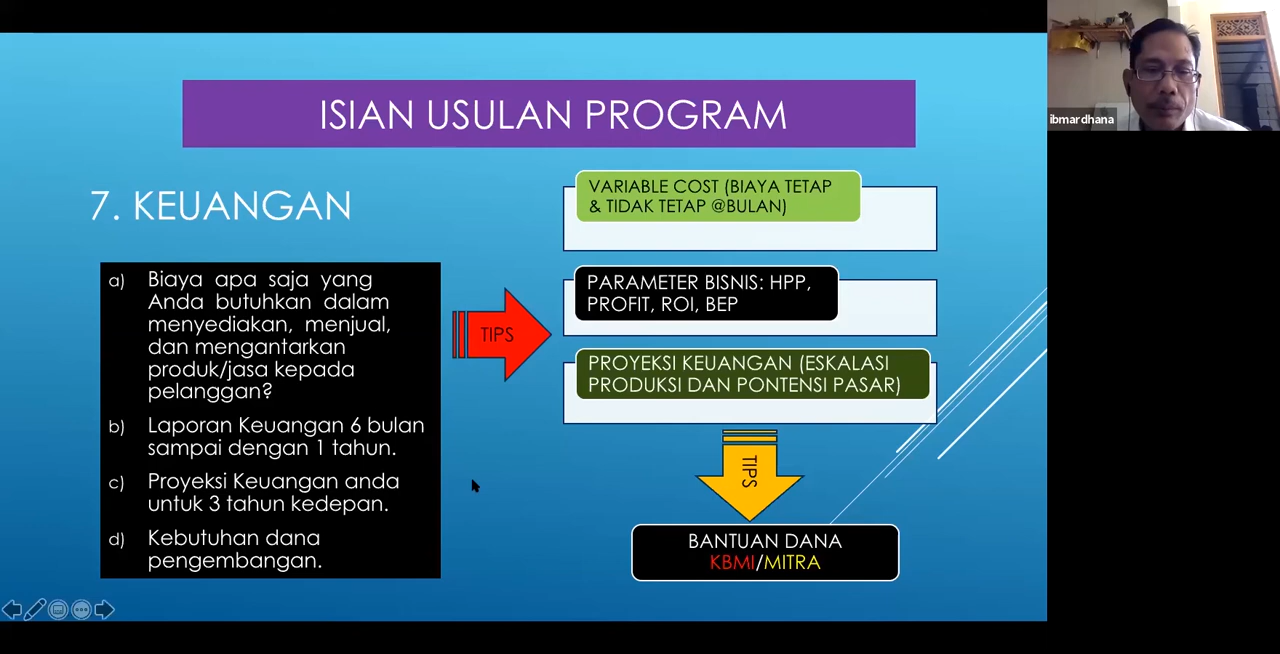 ISIAN USULAN PROGRAM
7. KEUANGAN
a) Biaya apa saja yang
Anda butuhkan dalam
menyediakan, menjual,
dan mengantarkan
produk/jasa kepada
pelanggan?
b) Laporan Keuangan 6 bulan
sampai dengan 1 tahun.
c) Proyeksi Keuangan anda
untuk 3 tahun kedepan.
d) Kebutuhan dana
pengembangan.
TIPS
VARIABLE COST (BIAYA TETAP
& TIDAK TETAP @BULAN)
PARAMETER BISNIS: HPP,
PROFIT, ROI, BEP
PROYEKSI KEUANGAN (ESKALASI
PRODUKSI DAN PONTENSI PASAR)
TIPS
BANTUAN DANA
KBMI/MITRA
ibmardhana